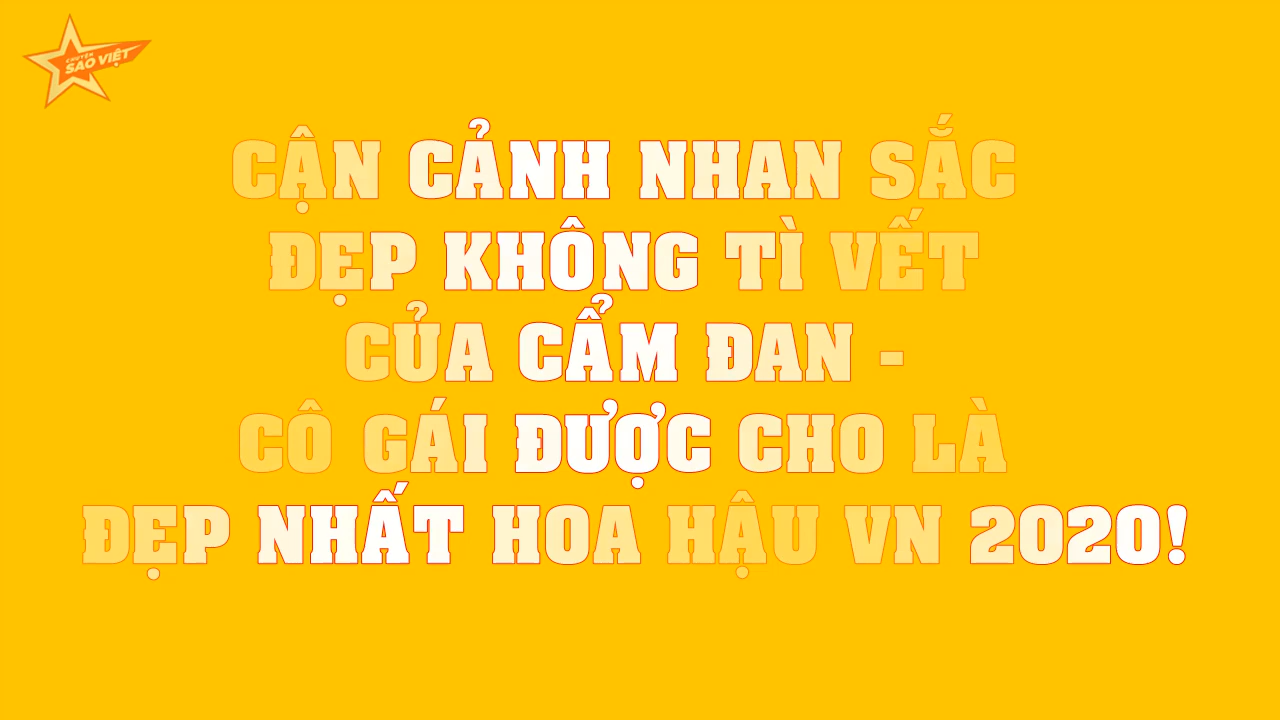 CHUYỆN
SAO VIỆT
CẬN CẢNH NHAN SẮC
ĐẸP KHÔNG TÌ VẾT
CỦA CẨM ĐAN -
CÔ GÁI ĐƯỢC CHO LÀ
ĐẸP NHẤT HOA HẬU VN 2020!